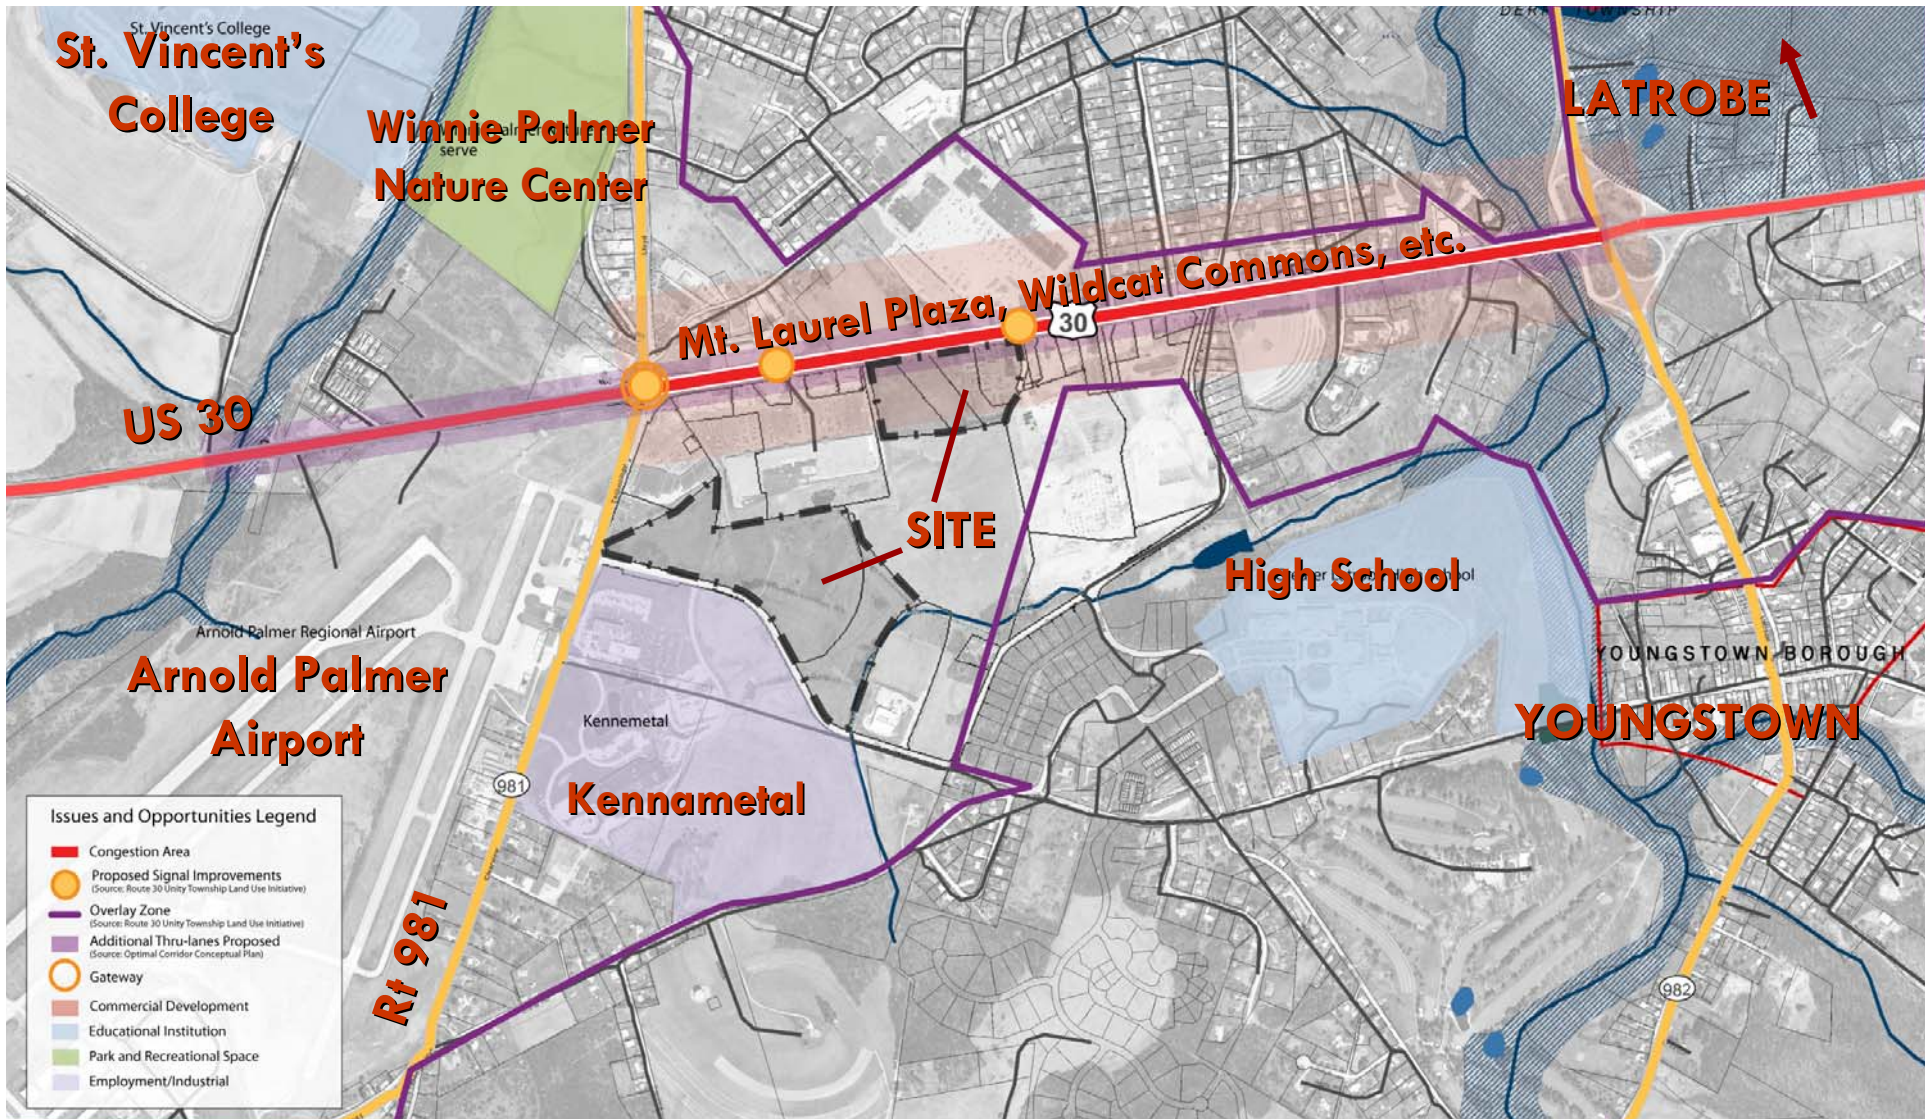 DERRY TOWNSHIP
St. Vincent's College
St. Vincent's
College
Winnie Palmer
serve
Nature Center
LATROBE
Mt. Laurel Plaza, Wildcat Commons, etc.
30
US 30
SITE
High School
Arnold Palmer Regional Airport
Arnold Palmer
Airport
YOUNGSTOWN BOROUGH
YOUNGSTOWN
Kennemetal
Kennametal
981
Rt 981
982
Issues and Opportunities Legend
Congestion Area
Proposed Signal Improvements
(Source: Route 30 Unity Township Land Use Initiative)
Overlay Zone
(Source: Route 30 Unity Township Land Use Initiative)
Additional Thru-lanes Proposed
(Source: Optimal Corridor Conceptual Plan)
Gateway
Commercial Development
Educational Institution
Park and Recreational Space
Employment/Industrial